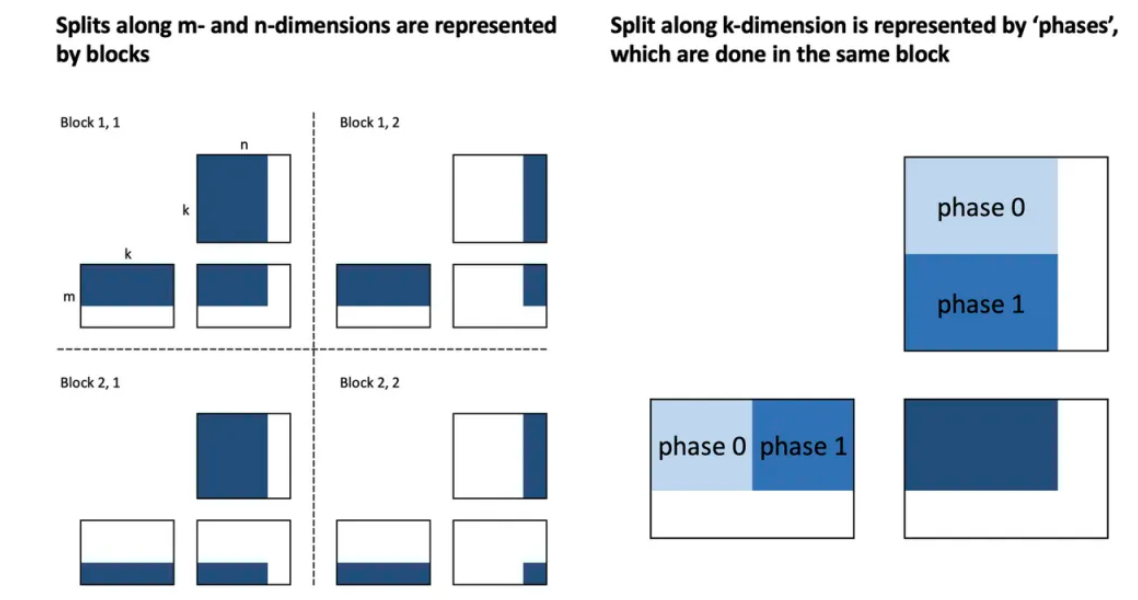 Splits along m- and n-dimensions are represented
by blocks
Block 1, 1
n
k
k
m
Block 1, 2
Block 2, 1
Block 2, 2
Split along k-dimension is represented by ‘phases’,
which are done in the same block
phase 0
phase 1
phase 0 phase 1